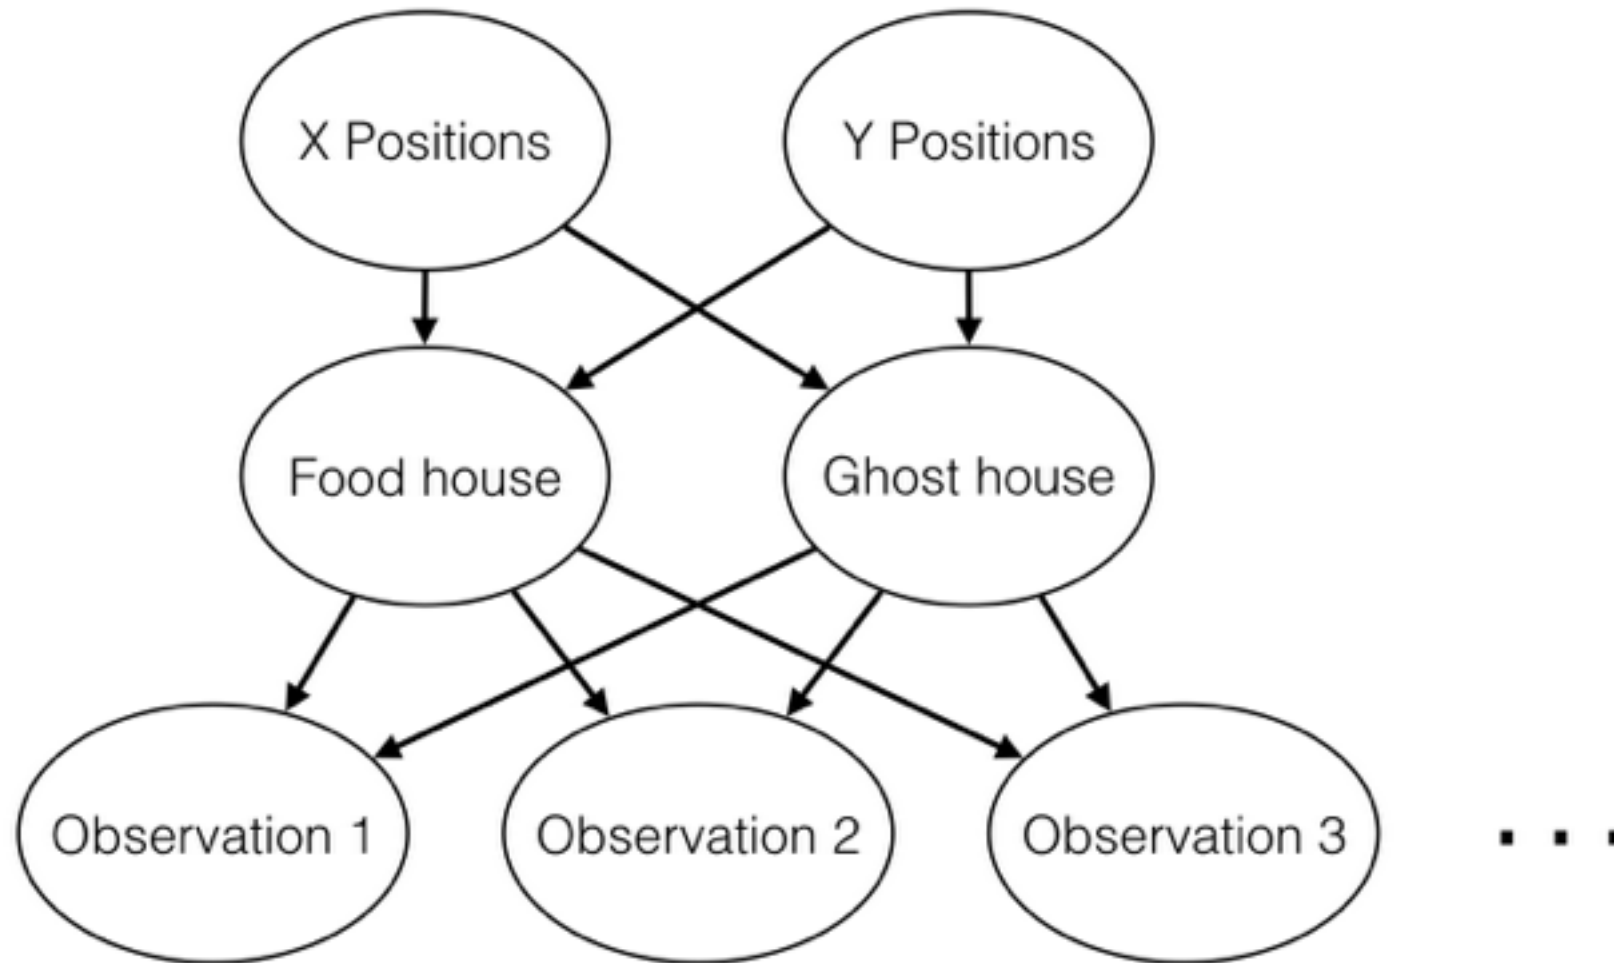 X Positions
Y Positions
Food house
Ghost house
Observation 1
Observation 2
Observation 3
. . .